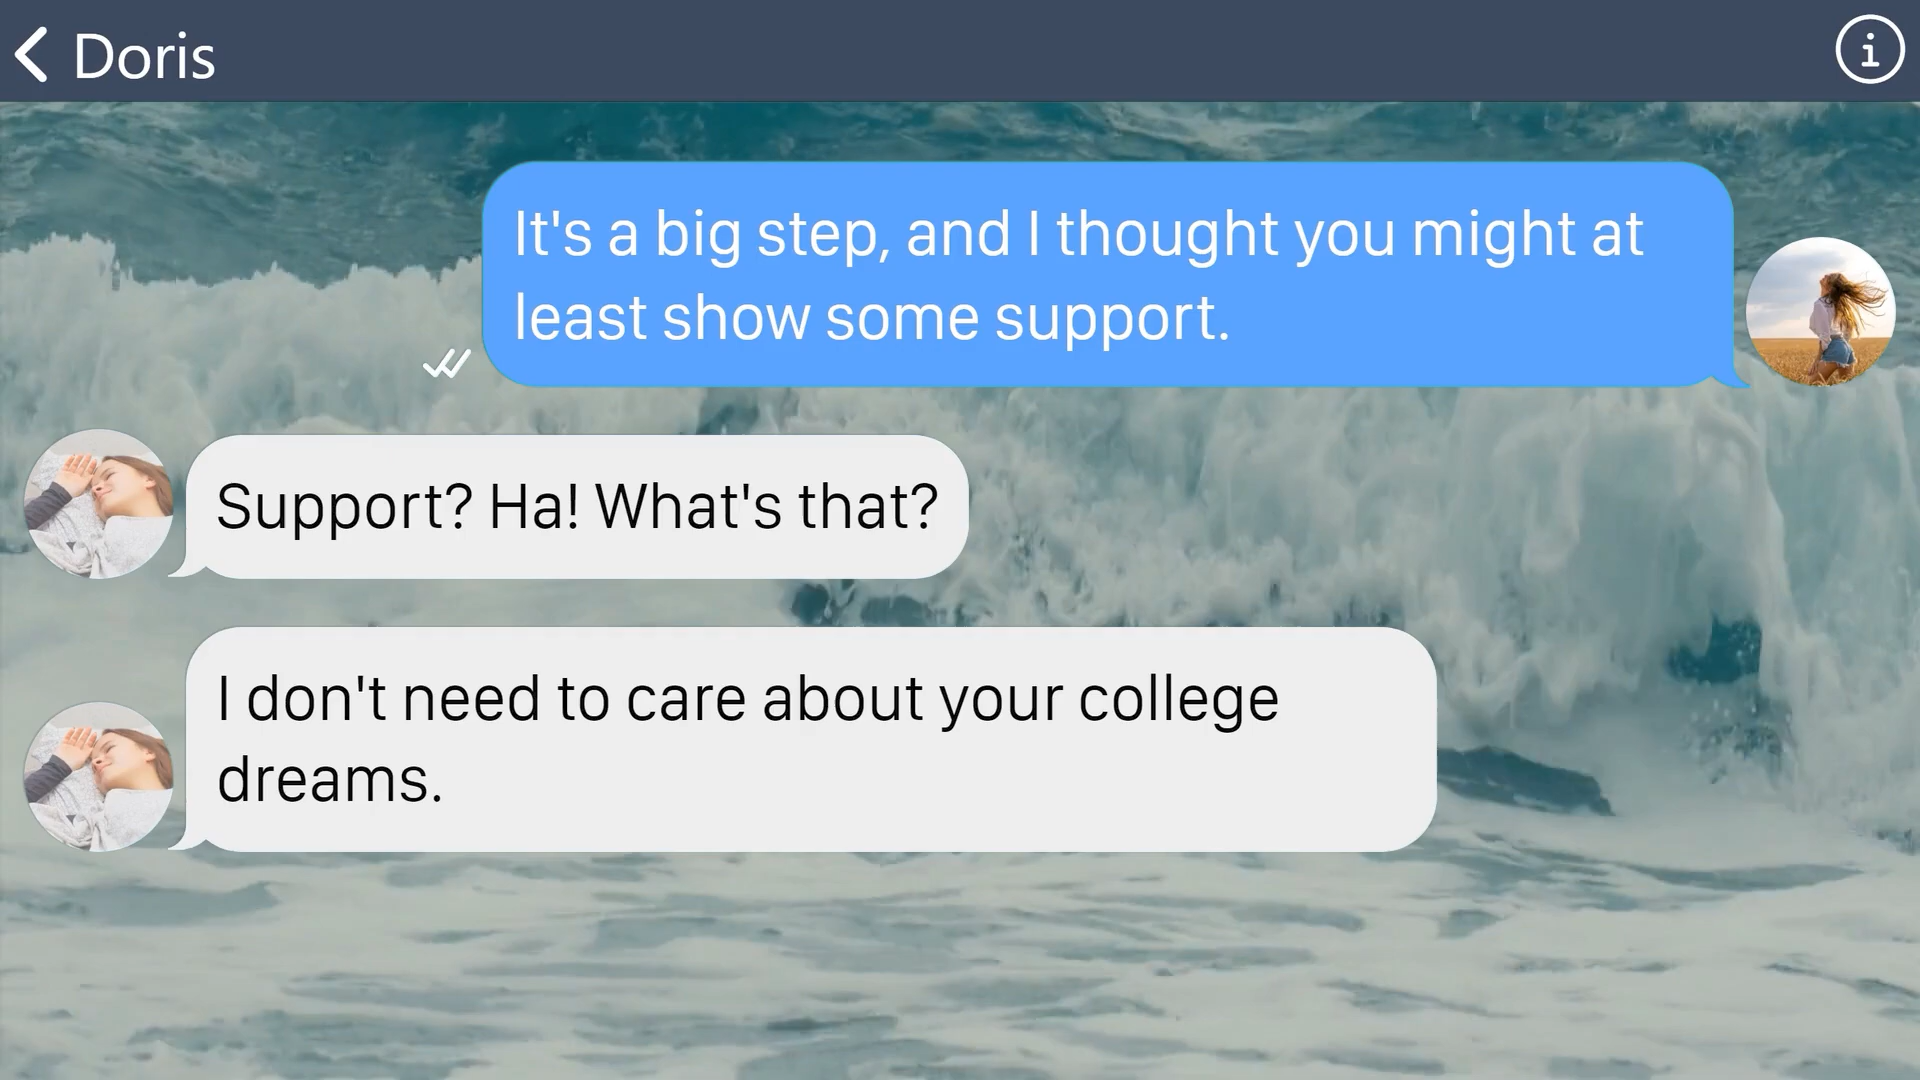 Doris
It's a big step, and I thought you might at
least show some support.
Support? Ha! What's that?
I don't need to care about your college
dreams.